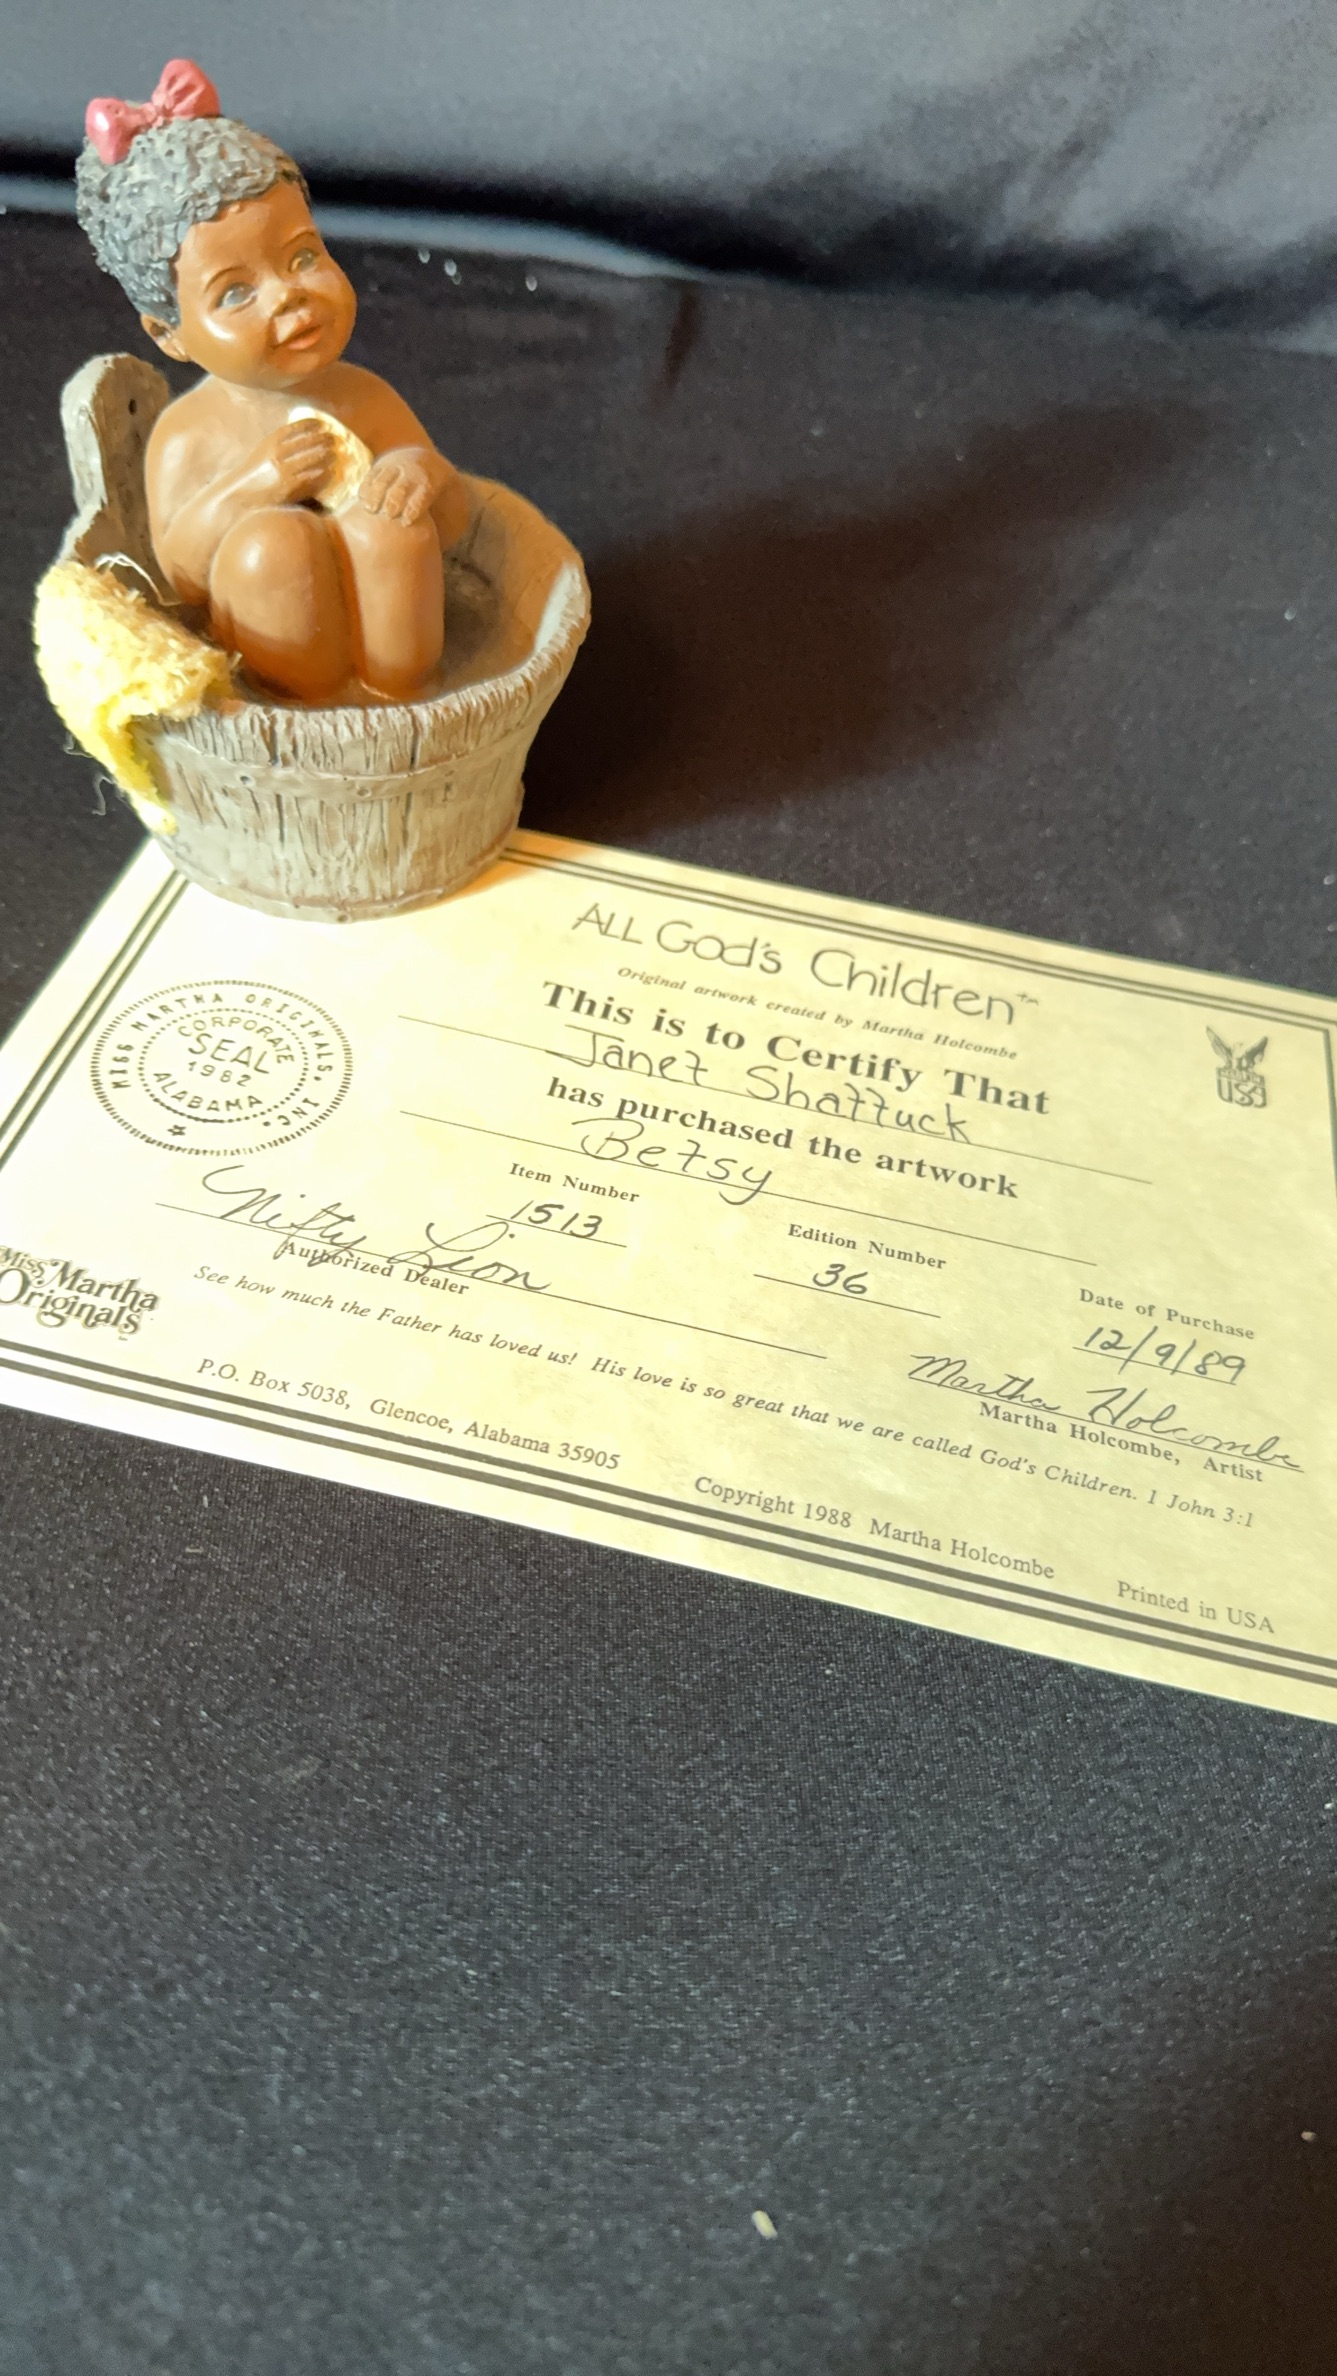 ALL God's Children™
Original artwork created by Martha Holcombe
This is to Certify That
Janet Shattuck
has purchased the artwork
Betsy
MISS MARTHA ORIGINALS, INC.
CORPORATE
SEAL
1982
ALABAMA
USA
Item Number
1513
Edition Number
36
Date of Purchase
12/9/89
Nifty Lion
Authorized Dealer
Martha Holcombe
Martha Holcombe, Artist
Miss Martha
Originals
See how much the Father has loved us! His love is so great that we are called God's Children. 1 John 3:1
P.O. Box 5038, Glencoe, Alabama 35905
Copyright 1988 Martha Holcombe
Printed in USA